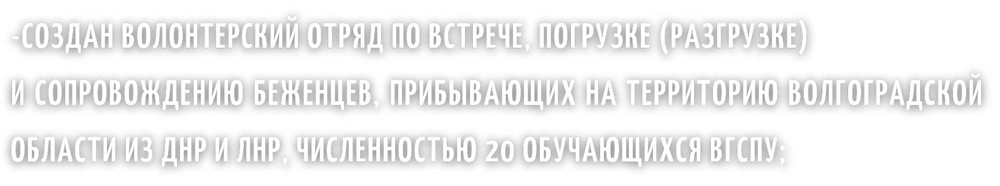 -СОЗДАН ВОЛОНТЕРСКИЙ ОТРЯД ПО ВСТРЕЧЕ, ПОГРУЗКЕ (РАЗГРУЗКЕ)
И СОПРОВОЖДЕНИЮ БЕЖЕНЦЕВ, ПРИБЫВАЮЩИХ НА ТЕРРИТОРИЮ ВОЛГОГРАДСКОЙ
ОБЛАСТИ ИЗ ДНР И ЛНР, ЧИСЛЕННОСТЬЮ 20 ОБУЧАЮЩИХСЯ ВГСПУ;